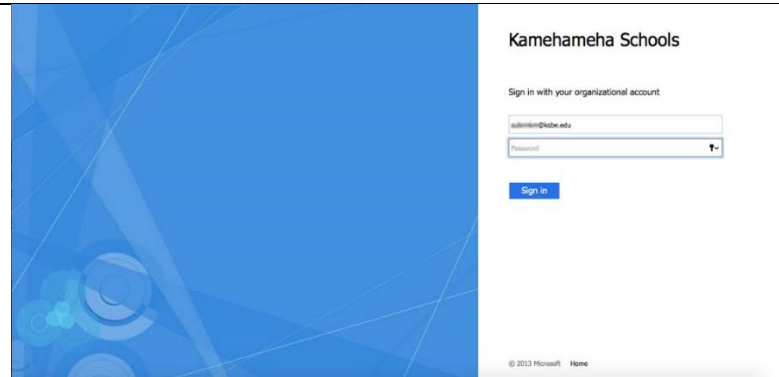 Kamehameha Schools
Sign in with your organizational account
@ksbe.edu
Password
Sign in
© 2013 Microsoft Home